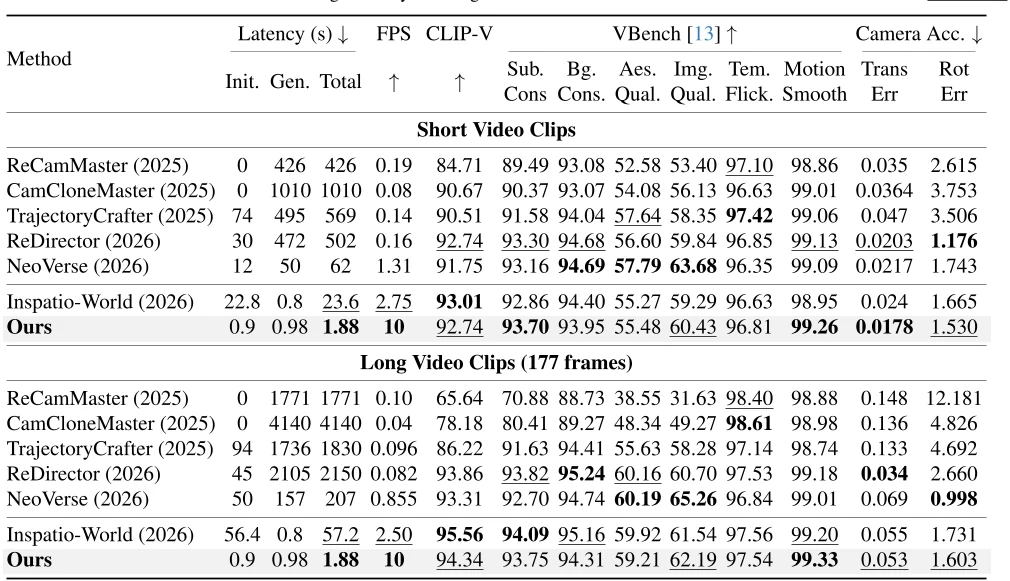 Latency (s) ↓ FPS CLIP-V VBench [13] ↑ Camera Acc. ↓
Method
Init. Gen. Total ↑ ↑ Sub. Cons Bg. Cons. Aes. Qual. Img. Qual. Tem. Flick. Motion Smooth Trans Err Rot Err
Short Video Clips
ReCamMaster (2025) 0 426 426 0.19 84.71 89.49 93.08 52.58 53.40 97.10 98.86 0.035 2.615
CamCloneMaster (2025) 0 1010 1010 0.08 90.67 90.37 93.07 54.08 56.13 96.63 99.01 0.0364 3.753
TrajectoryCrafter (2025) 74 495 569 0.14 90.51 91.58 94.04 57.64 58.35 97.42 99.06 0.047 3.506
ReDirector (2026) 30 472 502 0.16 92.74 93.30 94.68 56.60 59.84 96.85 99.13 0.0203 1.176
NeoVerse (2026) 12 50 62 1.31 91.75 93.16 94.69 57.79 63.68 96.35 99.09 0.0217 1.743
Inspatio-World (2026) 22.8 0.8 23.6 2.75 93.01 92.86 94.40 55.27 59.29 96.63 98.95 0.024 1.665
Ours 0.9 0.98 1.88 10 92.74 93.70 93.95 55.48 60.43 96.81 99.26 0.0178 1.530
Long Video Clips (177 frames)
ReCamMaster (2025) 0 1771 1771 0.10 65.64 70.88 88.73 38.55 31.63 98.40 98.88 0.148 12.181
CamCloneMaster (2025) 0 4140 4140 0.04 78.18 80.41 89.27 48.34 49.27 98.61 98.98 0.136 4.826
TrajectoryCrafter (2025) 94 1736 1830 0.096 86.22 91.63 94.41 55.63 58.28 97.14 98.74 0.133 4.692
ReDirector (2026) 45 2105 2150 0.082 93.86 93.82 95.24 60.16 60.70 97.53 99.18 0.034 2.660
NeoVerse (2026) 50 157 207 0.855 93.31 92.70 94.74 60.19 65.26 96.84 99.01 0.069 0.998
Inspatio-World (2026) 56.4 0.8 57.2 2.50 95.56 94.09 95.16 59.92 61.54 97.56 99.20 0.055 1.731
Ours 0.9 0.98 1.88 10 94.34 93.75 94.31 59.21 62.19 97.54 99.33 0.053 1.603